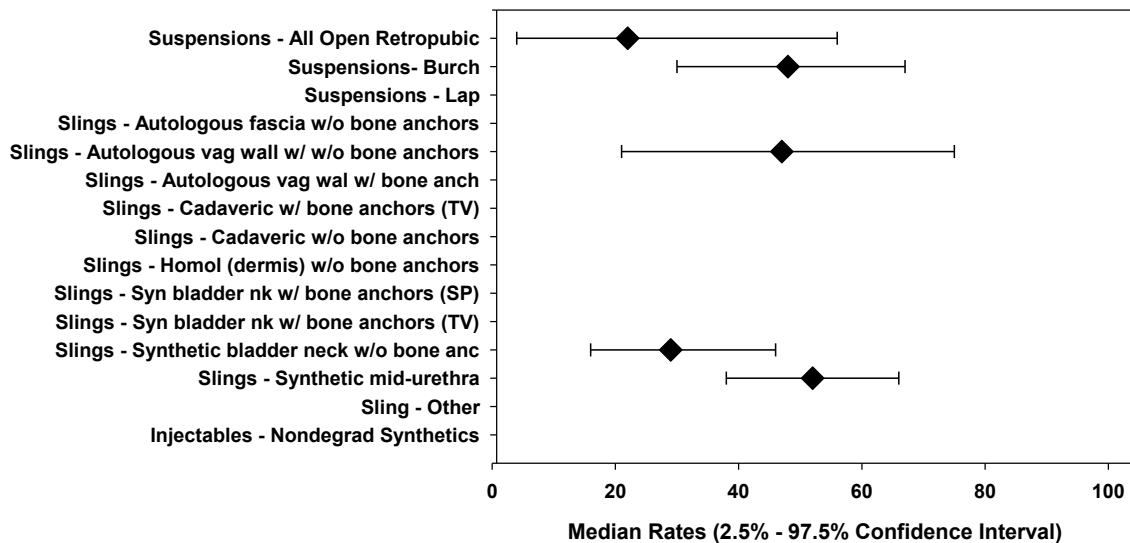 Suspensions - All Open Retropubic
Suspensions- Burch
Suspensions - Lap
Slings - Autologous fascia w/o bone anchors
Slings - Autologous vag wall w/ w/o bone anchors
Slings - Autologous vag wal w/ bone anch
Slings - Cadaveric w/ bone anchors (TV)
Slings - Cadaveric w/o bone anchors
Slings - Homol (dermis) w/o bone anchors
Slings - Syn bladder nk w/ bone anchors (SP)
Slings - Syn bladder nk w/ bone anchors (TV)
Slings - Synthetic bladder neck w/o bone anc
Slings - Synthetic mid-urethra
Sling - Other
Injectables - Nondegrad Synthetics
0 20 40 60 80 100
Median Rates (2.5% - 97.5% Confidence Interval)